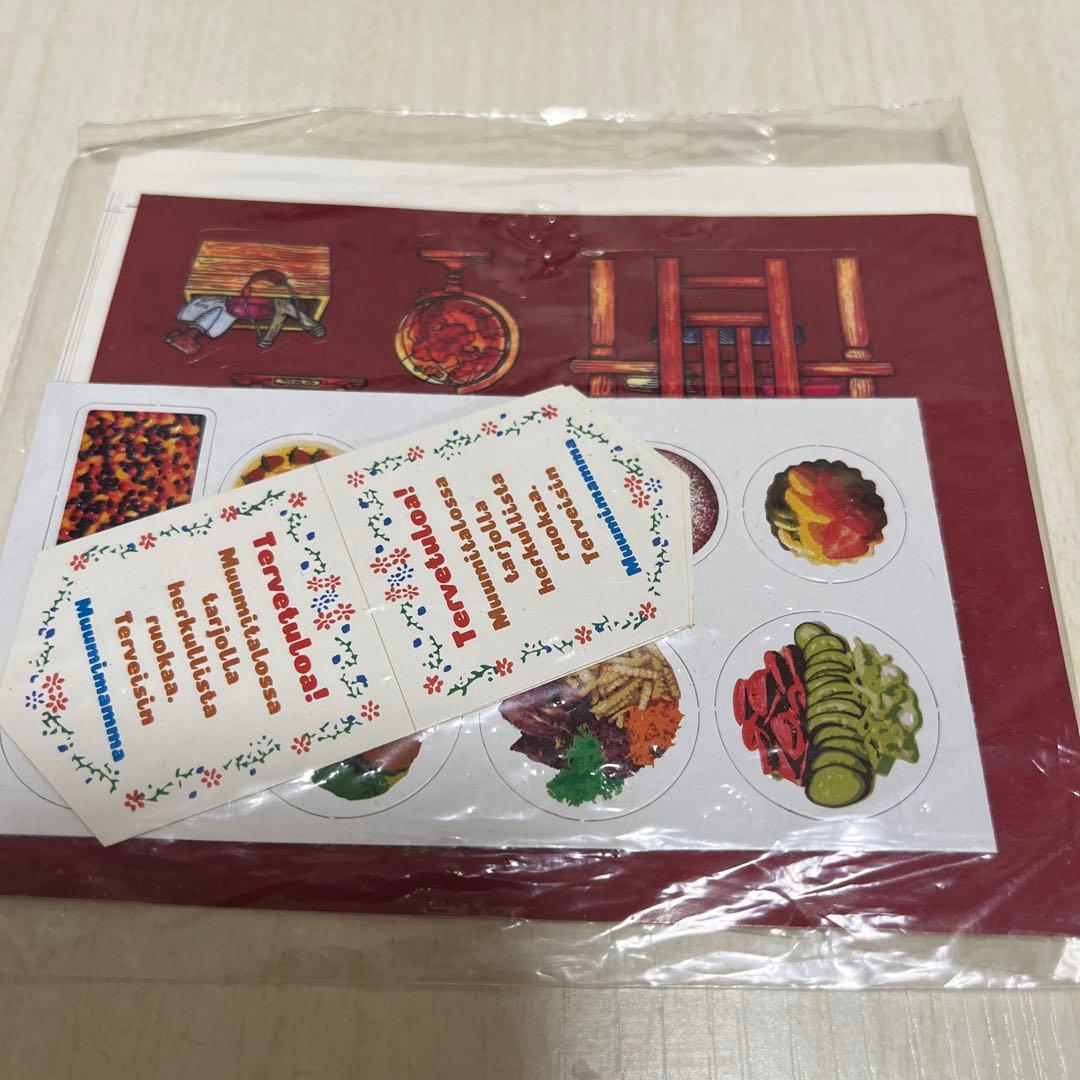 Tervetuloa!
Muumitalossa
tarjolla
herkullista
ruokaa.
Terveisin
Muumimamma
Tervetuloa!
Muumitalossa
tarjolla
herkullista
ruokaa.
Terveisin
Muumimamma